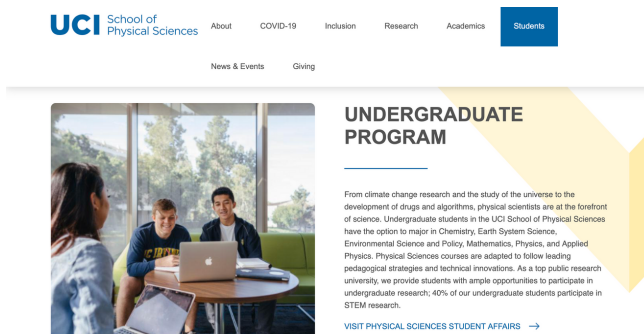 UCI School of
Physical Sciences
About COVID-19 Inclusion Research Academics Students
News & Events Giving
UNDERGRADUATE
PROGRAM
From climate change research and the study of the universe to the
development of drugs and algorithms, physical scientists are at the forefront
of science. Undergraduate students in the UCI School of Physical Sciences
have the option to major in Chemistry, Earth System Science,
Environmental Science and Policy, Mathematics, Physics, and Applied
Physics. Physical Sciences courses are adapted to follow leading
pedagogical strategies and technical innovations. As a top public research
university, we provide students with ample opportunities to participate in
undergraduate research; 40% of our undergraduate students participate in
STEM research.
VISIT PHYSICAL SCIENCES STUDENT AFFAIRS →